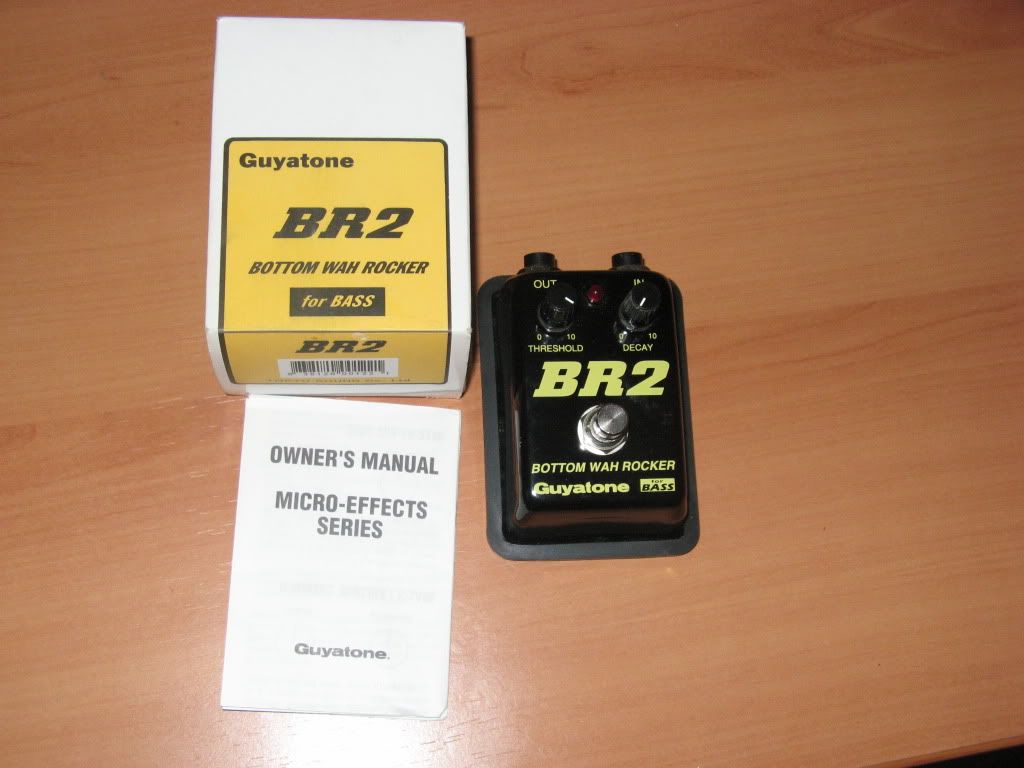 Guyatone
BR2
BOTTOM WAH ROCKER
for BASS
BR2
OWNER'S MANUAL
MICRO-EFFECTS
SERIES
Guyatone.
OUT
IN
0 10
0 10
THRESHOLD
DECAY
BR2
BOTTOM WAH ROCKER
Guyatone
for
BASS